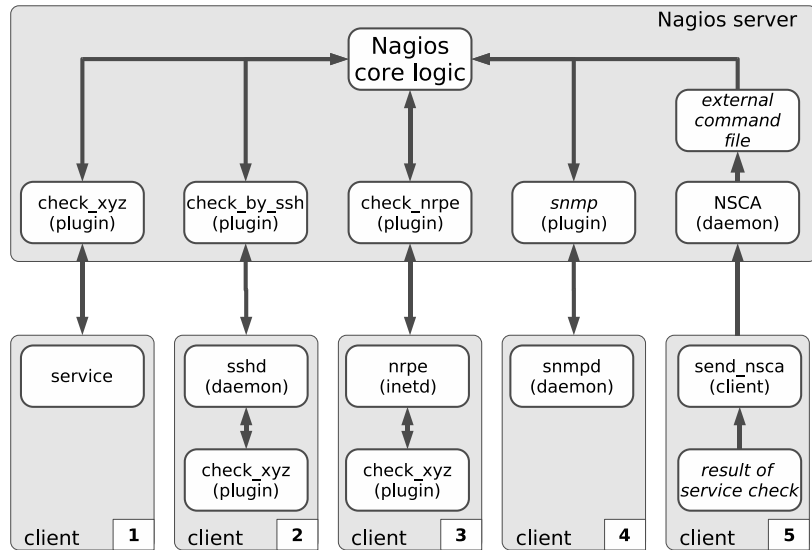 Nagios server
Nagios
core logic
external
command
file
check_xyz
(plugin)
check_by_ssh
(plugin)
check_nrpe
(plugin)
snmp
(plugin)
NSCA
(daemon)
service
sshd
(daemon)
nrpe
(inetd)
snmpd
(daemon)
send_nsca
(client)
check_xyz
(plugin)
check_xyz
(plugin)
result of
service check
client 1
client 2
client 3
client 4
client 5